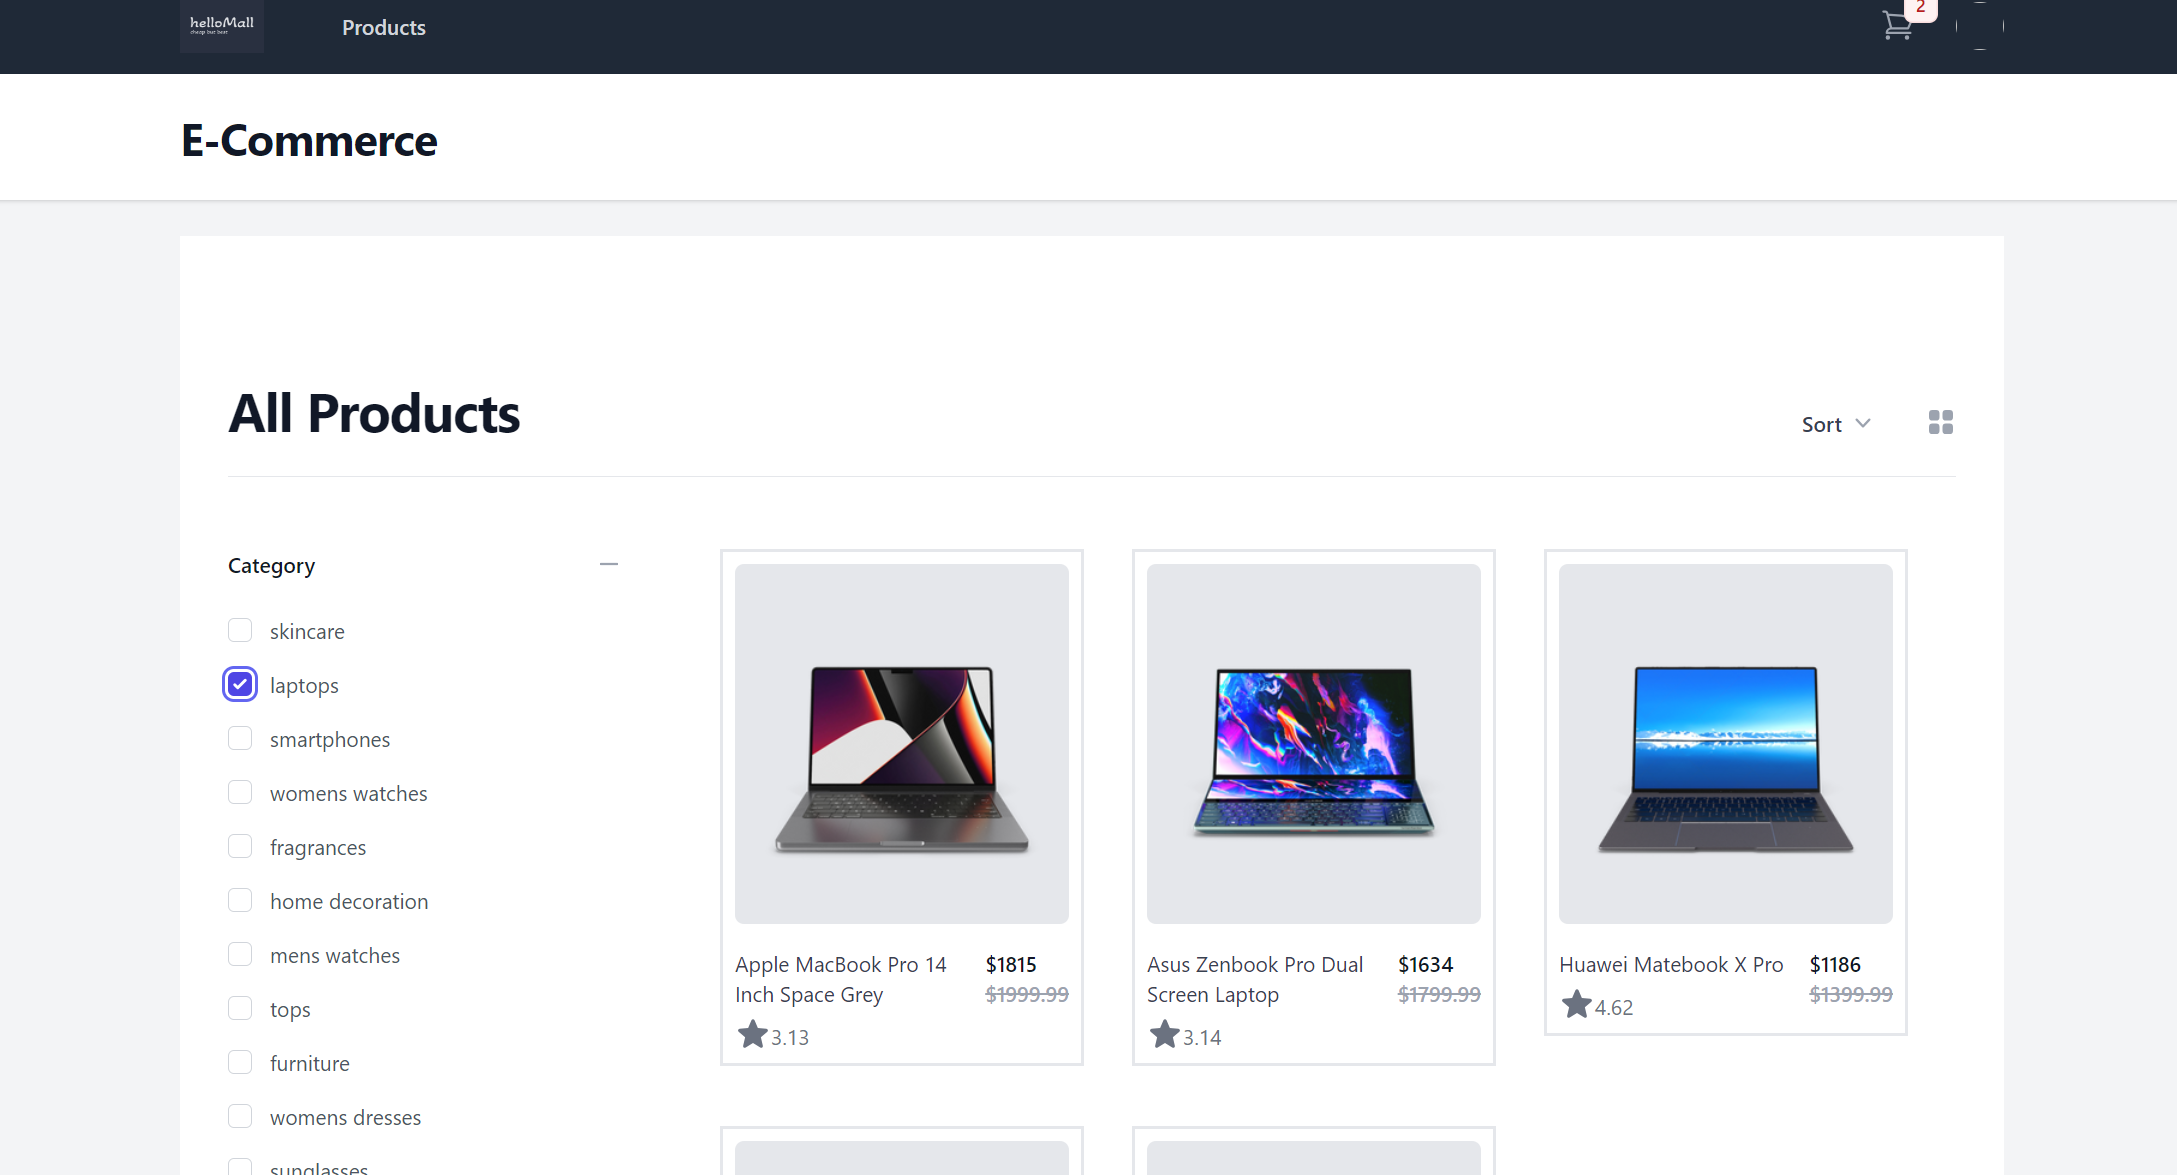 helloMall
cheap but best
Products
2
E-Commerce
All Products
Sort
Category
skincare
laptops
smartphones
womens watches
fragrances
home decoration
mens watches
tops
furniture
womens dresses
sunglasses
Apple MacBook Pro 14 $1815
Inch Space Grey $1999.99
3.13
Asus Zenbook Pro Dual $1634
Screen Laptop $1799.99
3.14
Huawei Matebook X Pro $1186
$1399.99
4.62